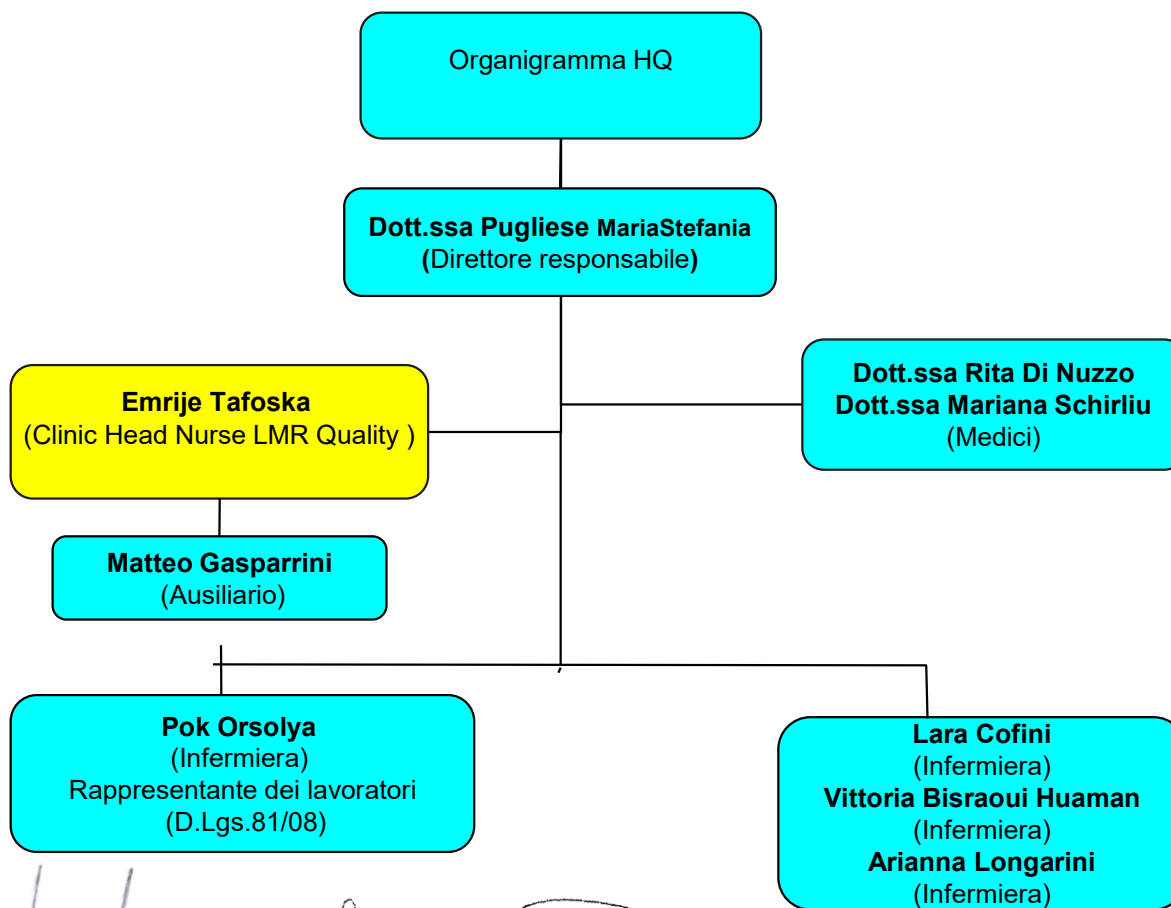 Organigramma HQ
Dott.ssa Pugliese MariaStefania
(Direttore responsabile)
Dott.ssa Rita Di Nuzzo
Dott.ssa Mariana Schirliu
(Medici)
Emrije Tafoska
(Clinic Head Nurse LMR Quality )
Matteo Gasparrini
(Ausiliario)
Pok Orsolya
(Infermiera)
Rappresentante dei lavoratori
(D.Lgs.81/08)
Lara Cofini
(Infermiera)
Vittoria Bisraoui Huaman
(Infermiera)
Arianna Longarini
(Infermiera)